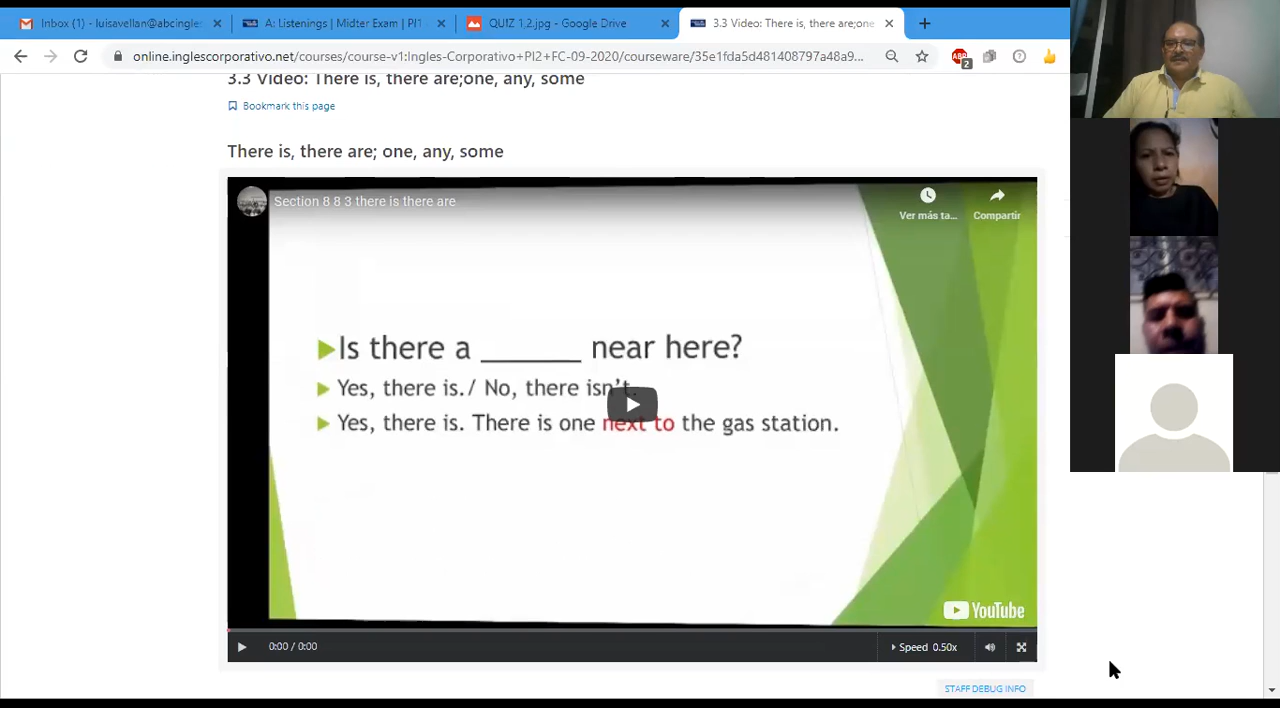 Inbox (1) - luisavellan@abcingles
A: Listenings | Midter Exam | PI1
QUIZ 1,2.jpg - Google Drive
3.3 Video: There is, there are;one
online.inglescorporativo.net/courses/course-v1:Ingles-Corporativo+PI2+FC-09-2020/courseware/35e1fda5d481408797a48a9...
2
3.3 Video: There is, there are;one, any, some
Bookmark this page
There is, there are; one, any, some
Section 8 8 3 there is there are
Ver más ta...
Compartir
Is there a ______ near here?
Yes, there is./ No, there isn't.
Yes, there is. There is one next to the gas station.
YouTube
0:00 / 0:00
Speed 0.50x
STAFF DEBUG INFO